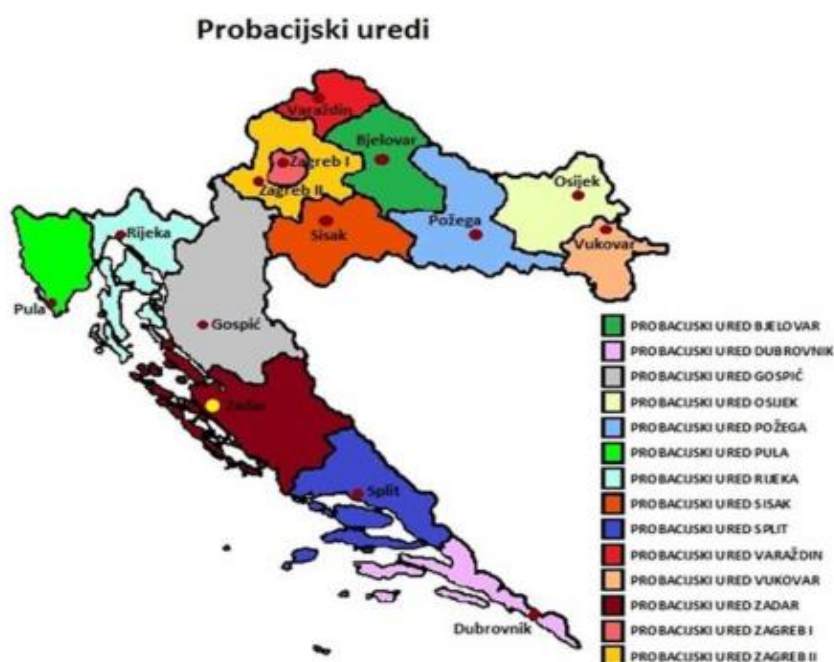 Probacijski uredi
Varaždin
Bjelovar
Zagreb I
Zagreb II
Osijek
Rijeka
Sisak
Požega
Vukovar
Pula
Gospić
Zadar
Split
Dubrovnik
PROBACIJSKI URED BJELOVAR
PROBACIJSKI URED DUBROVNIK
PROBACIJSKI URED GOSPIĆ
PROBACIJSKI URED OSIJEK
PROBACIJSKI URED POŽEGA
PROBACIJSKI URED PULA
PROBACIJSKI URED RIJEKA
PROBACIJSKI URED SISAK
PROBACIJSKI URED SPLIT
PROBACIJSKI URED VARAŽDIN
PROBACIJSKI URED VUKOVAR
PROBACIJSKI URED ZADAR
PROBACIJSKI URED ZAGREB I
PROBACIJSKI URED ZAGREB II